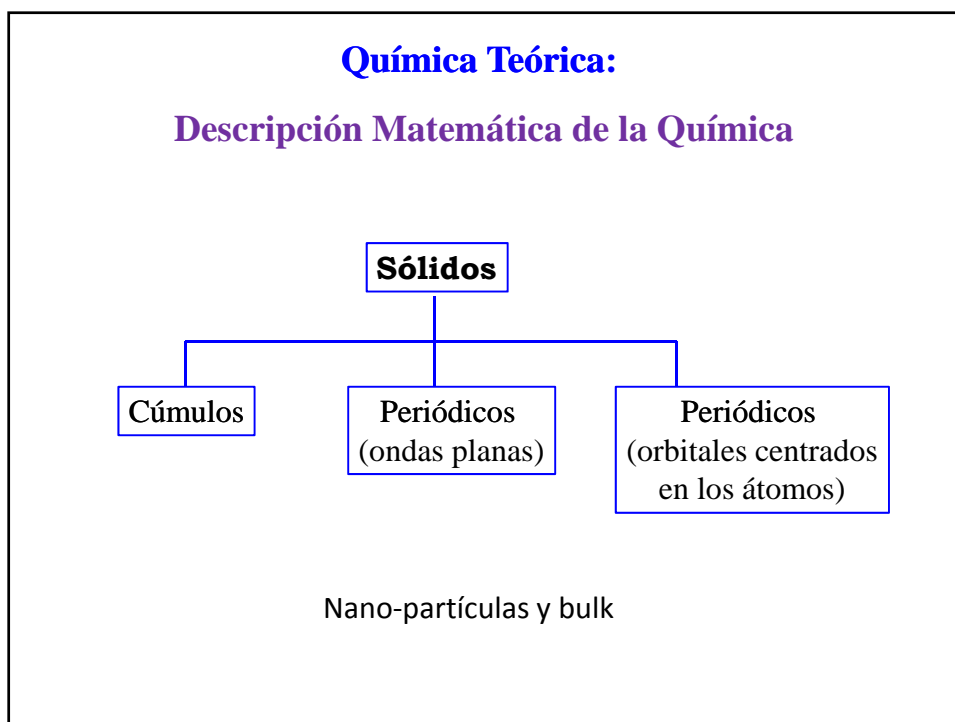 Química Teórica:
Descripción Matemática de la Química
Sólidos
Cúmulos
Periódicos
(ondas planas)
Periódicos
(orbitales centrados
en los átomos)
Nano-partículas y bulk